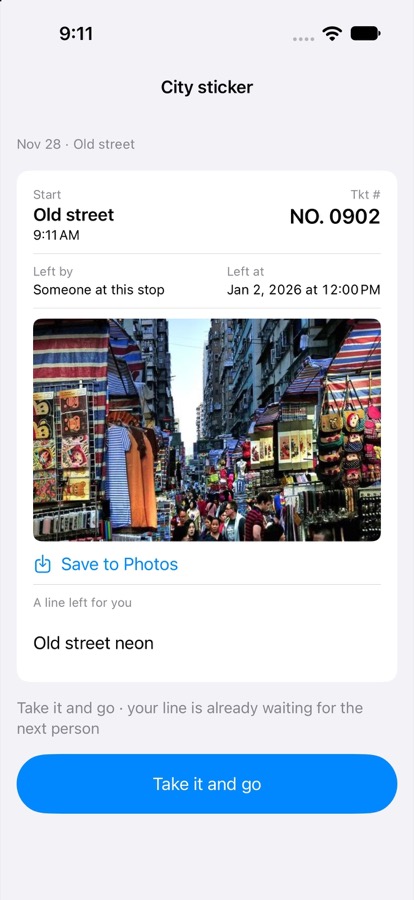 9:11
City sticker
Nov 28 · Old street
Start
Tkt #
Old street
NO. 0902
9:11 AM
Left by
Left at
Someone at this stop
Jan 2, 2026 at 12:00 PM
Save to Photos
A line left for you
Old street neon
Take it and go · your line is already waiting for the
next person
Take it and go